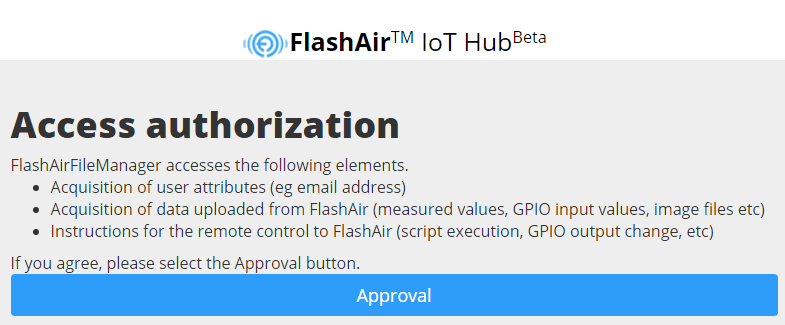 FlashAir™ IoT HubBeta
Access authorization
FlashAirFileManager accesses the following elements.
• Acquisition of user attributes (eg email address)
• Acquisition of data uploaded from FlashAir (measured values, GPIO input values, image files etc)
• Instructions for the remote control to FlashAir (script execution, GPIO output change, etc)
If you agree, please select the Approval button.
Approval